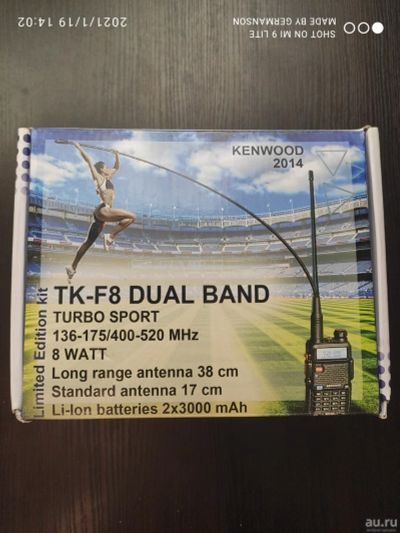 SHOT ON MI 9 LITE
MADE BY GERMANSON
2021/1/19 14:02
KENWOOD
2014
Limited Edition kit
TK-F8 DUAL BAND
TURBO SPORT
136-175/400-520 MHz
8 WATT
Long range antenna 38 cm
Standard antenna 17 cm
Li-Ion batteries 2x3000 mAh
au.ru